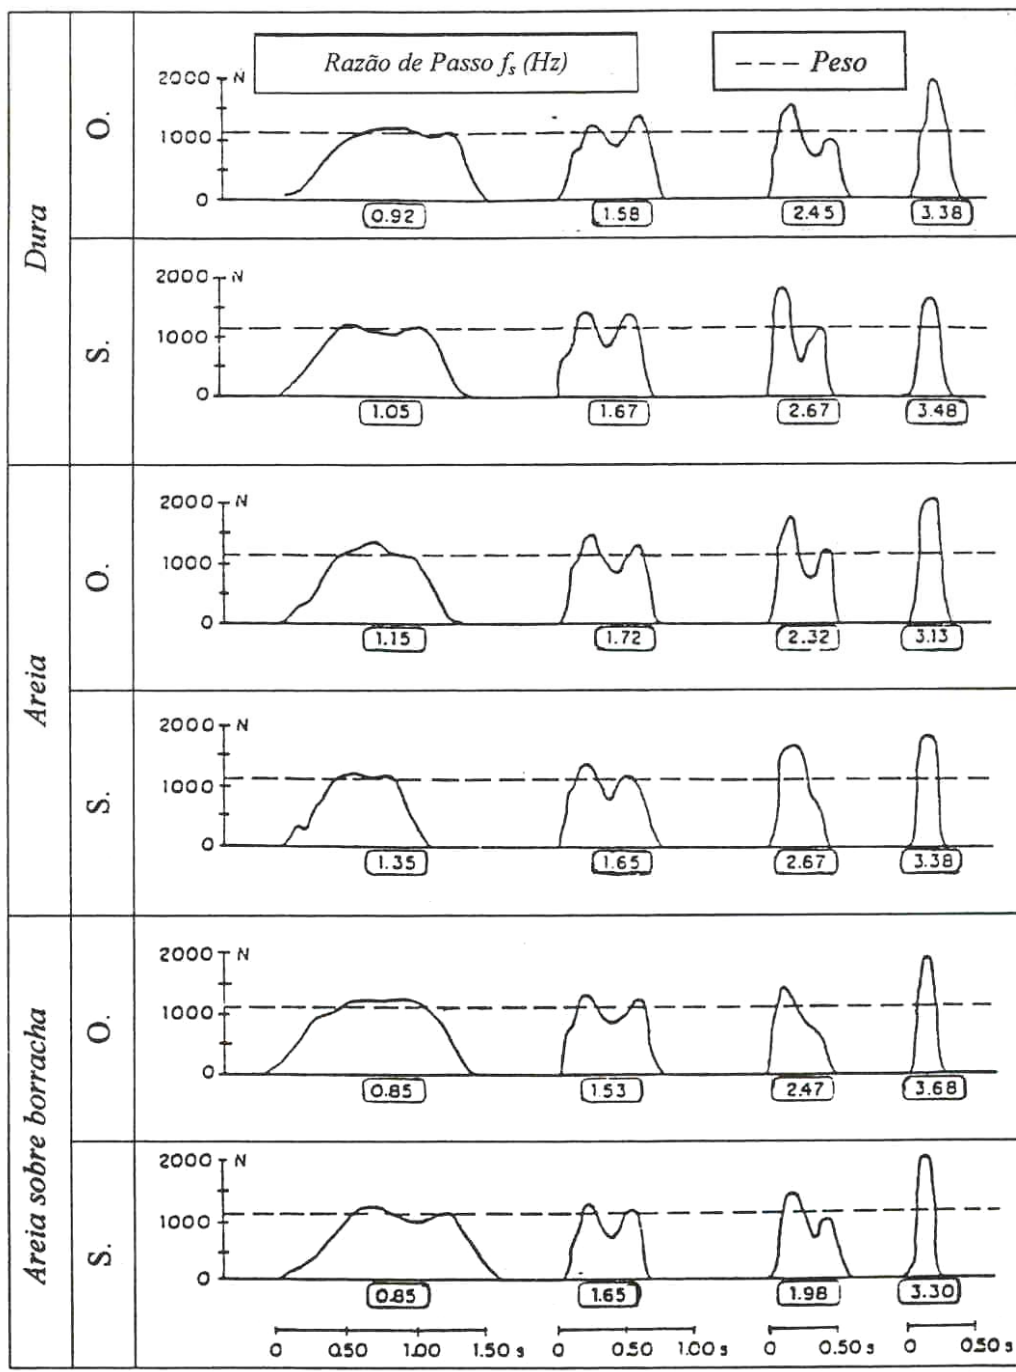 Razão de Passo fs (Hz)
--- Peso
Dura
O.
2000 N
1000
0
0.92 1.58 2.45 3.38
S.
2000 N
1000
0
1.05 1.67 2.67 3.48
Areia
O.
2000 N
1000
0
1.15 1.72 2.32 3.13
S.
2000 N
1000
0
1.35 1.65 2.67 3.38
Areia sobre borracha
O.
2000 N
1000
0
0.85 1.53 2.47 3.68
S.
2000 N
1000
0
0.85 1.65 1.98 3.30
0 0.50 1.00 1.50 s 0 0.50 1.00 s 0 0.50 s 0 0.50 s